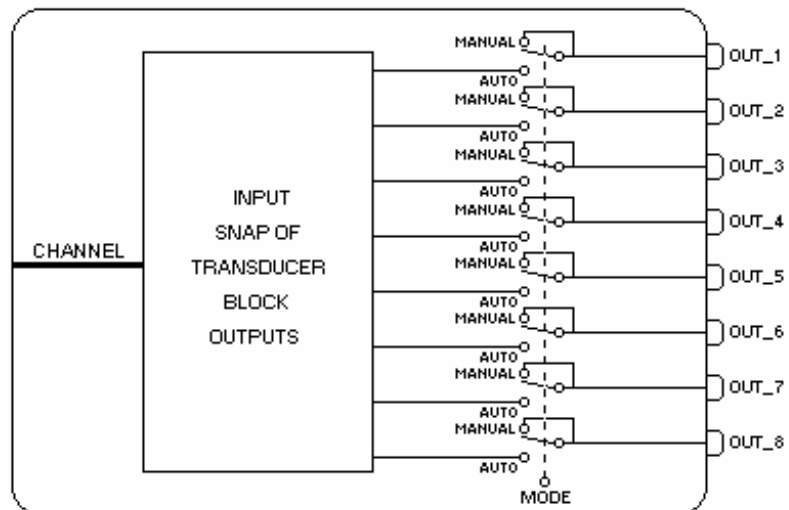 MANUAL
OUT_1
AUTO
MANUAL
OUT_2
AUTO
MANUAL
OUT_3
AUTO
MANUAL
OUT_4
AUTO
MANUAL
OUT_5
AUTO
MANUAL
OUT_6
AUTO
MANUAL
OUT_7
AUTO
MANUAL
OUT_8
AUTO
CHANNEL
INPUT
SNAP OF
TRANSDUCER
BLOCK
OUTPUTS
MODE